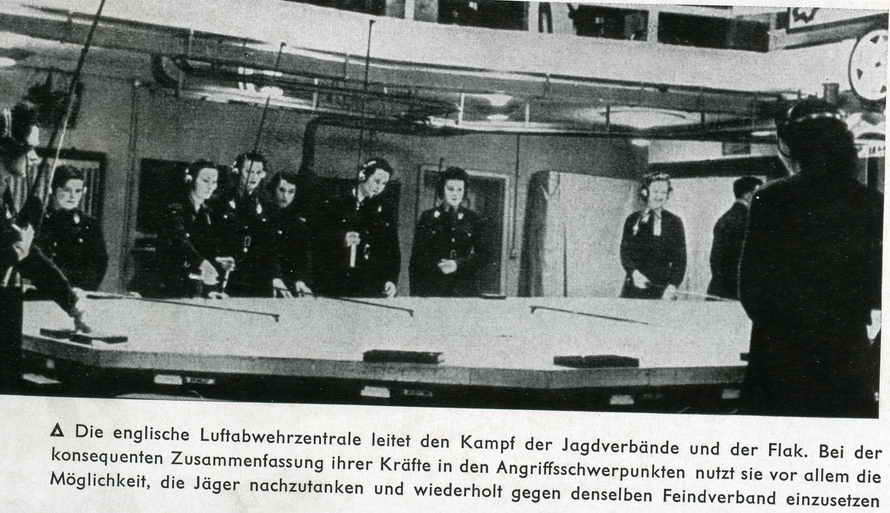 Δ Die englische Luftabwehrzentrale leitet den Kampf der Jagdverbände und der Flak. Bei der
konsequenten Zusammenfassung ihrer Kräfte in den Angriffsschwerpunkten nutzt sie vor allem die
Möglichkeit, die Jäger nachzutanken und wiederholt gegen denselben Feindverband einzusetzen